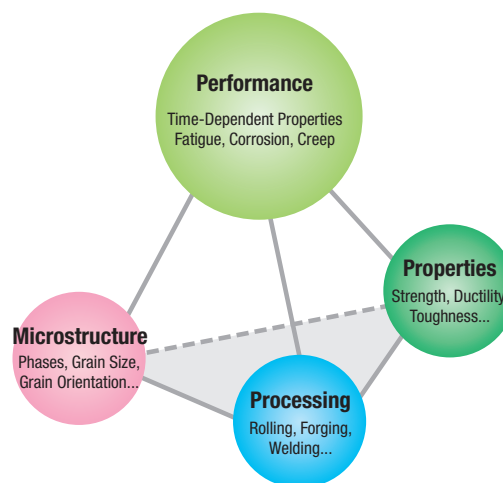 Performance
Time-Dependent Properties
Fatigue, Corrosion, Creep
Properties
Strength, Ductility
Toughness...
Microstructure
Phases, Grain Size,
Grain Orientation...
Processing
Rolling, Forging,
Welding...